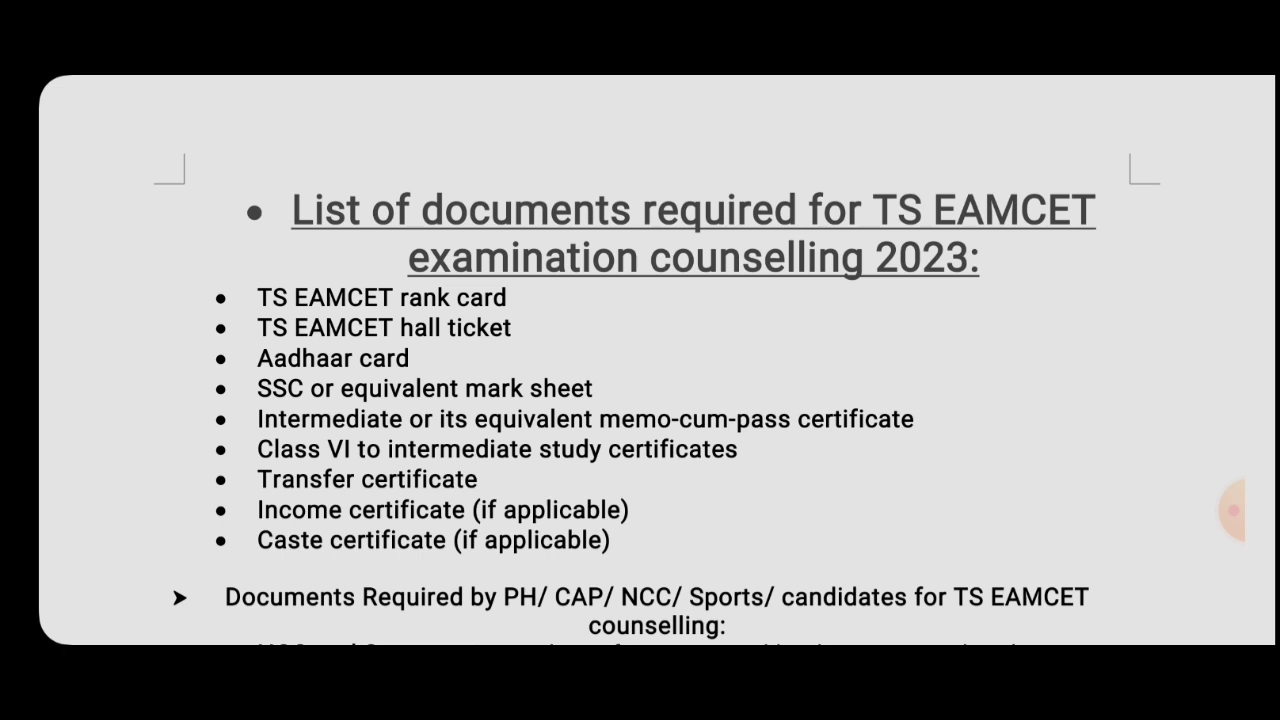 • List of documents required for TS EAMCET
examination counselling 2023:
• TS EAMCET rank card
• TS EAMCET hall ticket
• Aadhaar card
• SSC or equivalent mark sheet
• Intermediate or its equivalent memo-cum-pass certificate
• Class VI to intermediate study certificates
• Transfer certificate
• Income certificate (if applicable)
• Caste certificate (if applicable)
➤ Documents Required by PH/ CAP/ NCC/ Sports/ candidates for TS EAMCET
counselling: